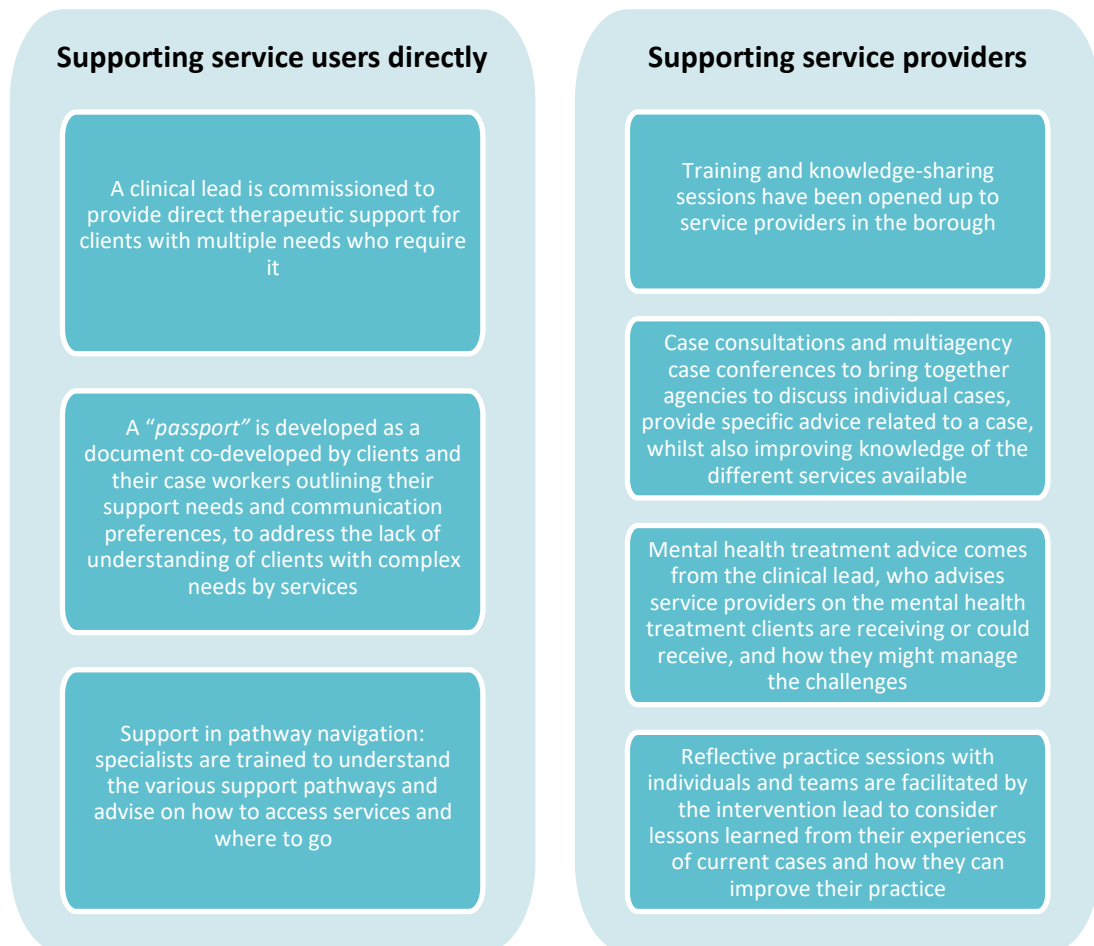 Supporting service users directly
A clinical lead is commissioned to
provide direct therapeutic support for
clients with multiple needs who require
it
A “passport” is developed as a
document co-developed by clients and
their case workers outlining their
support needs and communication
preferences, to address the lack of
understanding of clients with complex
needs by services
Support in pathway navigation:
specialists are trained to understand
the various support pathways and
advise on how to access services and
where to go
Supporting service providers
Training and knowledge-sharing
sessions have been opened up to
service providers in the borough
Case consultations and multiagency
case conferences to bring together
agencies to discuss individual cases,
provide specific advice related to a case,
whilst also improving knowledge of the
different services available
Mental health treatment advice comes
from the clinical lead, who advises
service providers on the mental health
treatment clients are receiving or could
receive, and how they might manage
the challenges
Reflective practice sessions with
individuals and teams are facilitated by
the intervention lead to consider
lessons learned from their experiences
of current cases and how they can
improve their practice